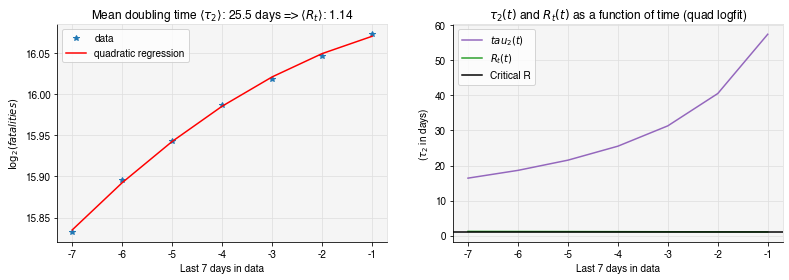 Mean doubling time ⟨τ₂⟩: 25.5 days => ⟨Rₜ⟩: 1.14
data
quadratic regression
log₂(fatalities)
16.05
16.00
15.95
15.90
15.85
-7 -6 -5 -4 -3 -2 -1
Last 7 days in data
τ₂(t) and Rₜ(t) as a function of time (quad logfit)
tau₂(t)
Rₜ(t)
Critical R
(τ₂ in days)
60
50
40
30
20
10
0
-7 -6 -5 -4 -3 -2 -1
Last 7 days in data